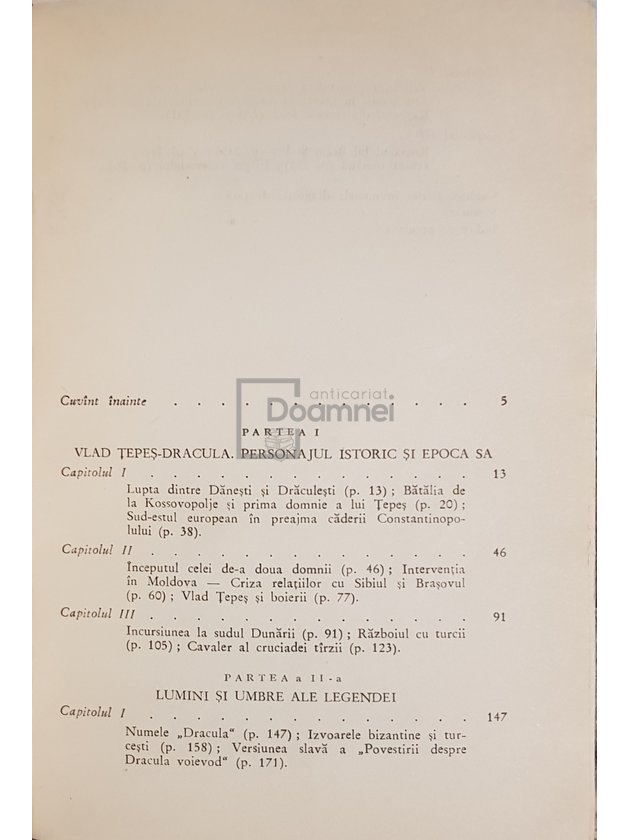 Cuvînt înainte . . . . . . . . . . . . . . 5
anticariat
Doamnei
PARTEA I
VLAD ȚEPEȘ-DRACULA. PERSONAJUL ISTORIC ȘI EPOCA SA
Capitolul I . . . . . . . . . . . . . . 13
Lupta dintre Dănești și Drăculești (p. 13) ; Bătălia de
la Kossovopolje și prima domnie a lui Țepeș (p. 20) ;
Sud-estul european în preajma căderii Constantinopo-
lului (p. 38).
Capitolul II . . . . . . . . . . . . . . 46
Începutul celei de-a doua domnii (p. 46) ; Intervenția
în Moldova — Criza relațiilor cu Sibiul și Brașovul
(p. 60) ; Vlad Țepeș și boierii (p. 77).
Capitolul III . . . . . . . . . . . . . . 91
Incursiunea la sudul Dunării (p. 91) ; Războiul cu turcii
(p. 105) ; Cavaler al cruciadei tîrzii (p. 123).
PARTEA a II-a
LUMINI ȘI UMBRE ALE LEGENDEI
Capitolul I . . . . . . . . . . . . . . 147
Numele „Dracula“ (p. 147) ; Izvoarele bizantine și tur-
cești (p. 158) ; Versiunea slavă a „Povestirii despre
Dracula voievod“ (p. 171).